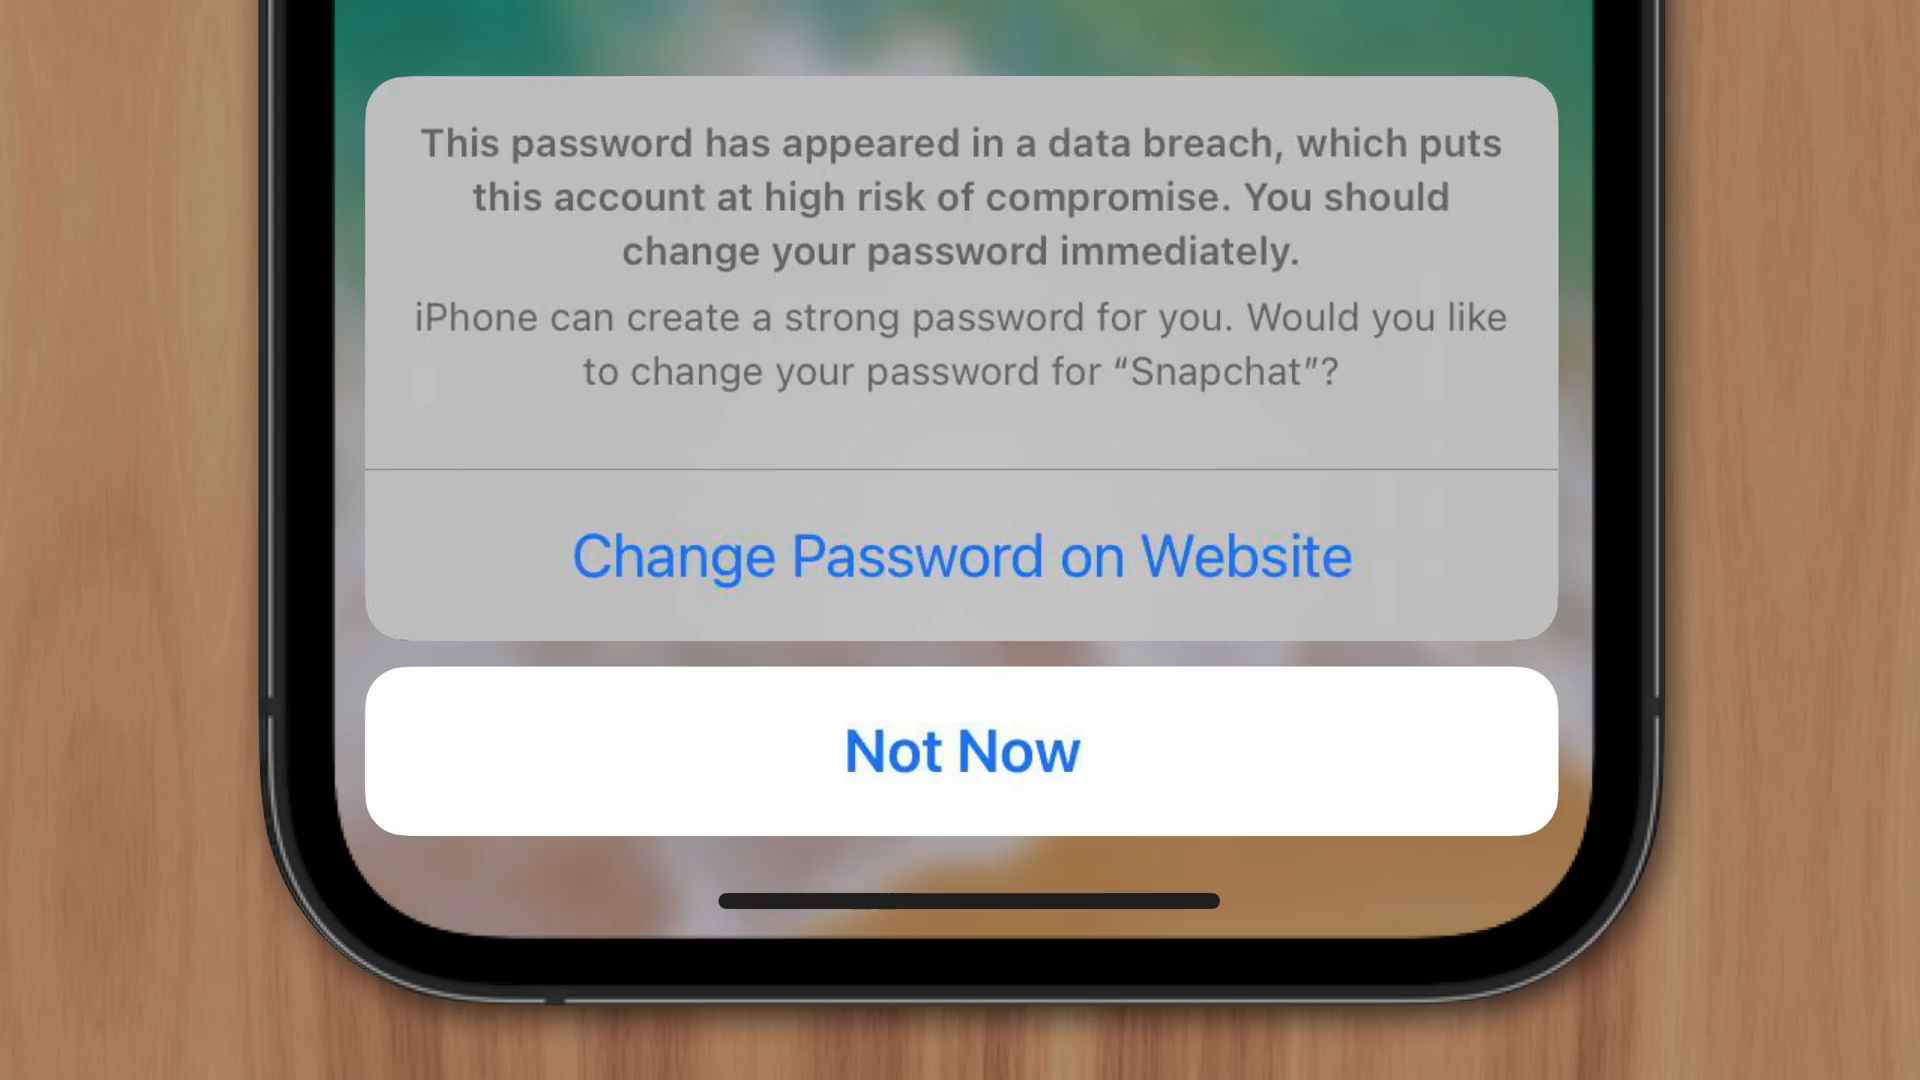 This password has appeared in a data breach, which puts
this account at high risk of compromise. You should
change your password immediately.
iPhone can create a strong password for you. Would you like
to change your password for “Snapchat”?
Change Password on Website
Not Now